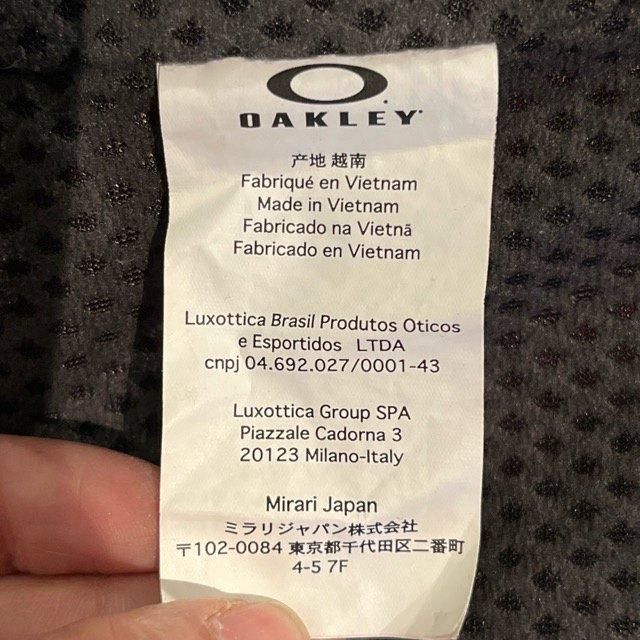 OAKLEY
产地 越南
Fabriqué en Vietnam
Made in Vietnam
Fabricado na Vietnã
Fabricado en Vietnam
Luxottica Brasil Produtos Oticos
e Esportidos LTDA
cnpj 04.692.027/0001-43
Luxottica Group SPA
Piazzale Cadorna 3
20123 Milano-Italy
Mirari Japan
ミラリジャパン株式会社
〒102-0084 東京都千代田区二番町
4-5 7F